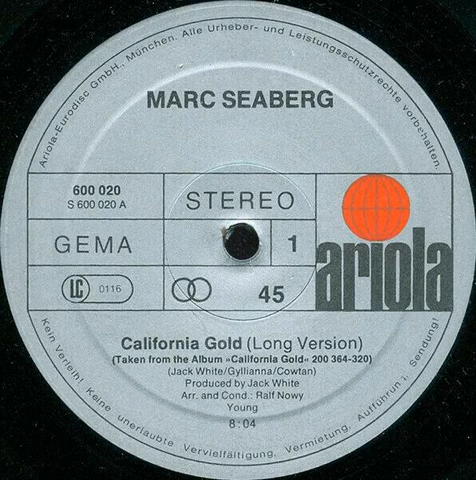 Ariola-Eurodisc GmbH., München. Alle Urheber- und Leistungsschutzrechte vorbehalten.
MARC SEABERG
600 020
S 600 020 A
STEREO
GEMA
1
LC 0116
45
ariola
California Gold (Long Version)
(Taken from the Album »California Gold« 200 364-320)
(Jack White/Gyllianna/Cowtan)
Produced by Jack White
Arr. and Cond.: Ralf Nowy
Young
8:04
Kein Verleih! Keine unerlaubte Vervielfältigung, Vermietung, Aufführung, Sendung!